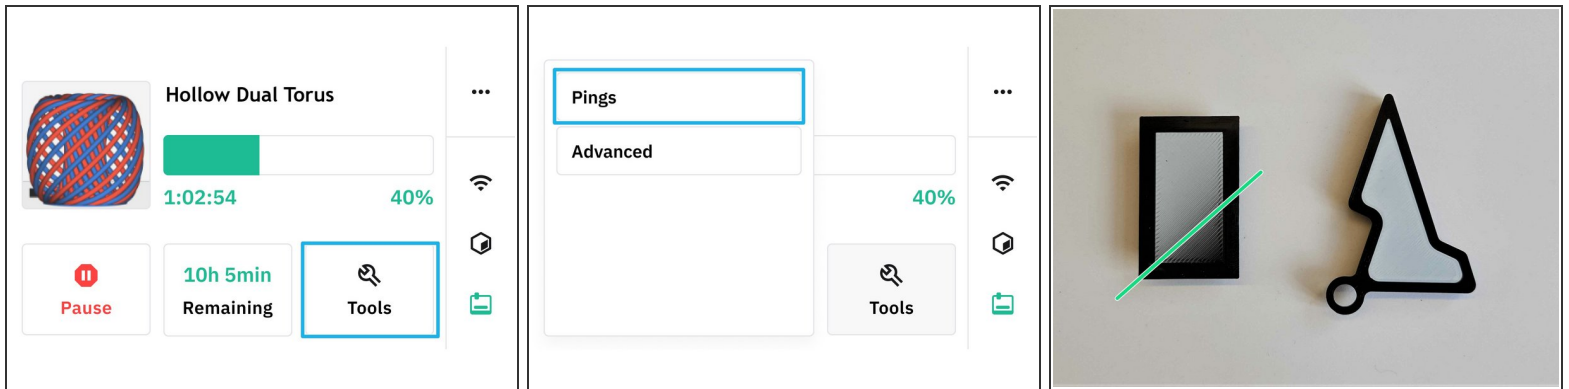 Hollow Dual Torus
1:02:54
40%
Pause
10h 5min
Remaining
Tools
Pings
Advanced
40%
Tools